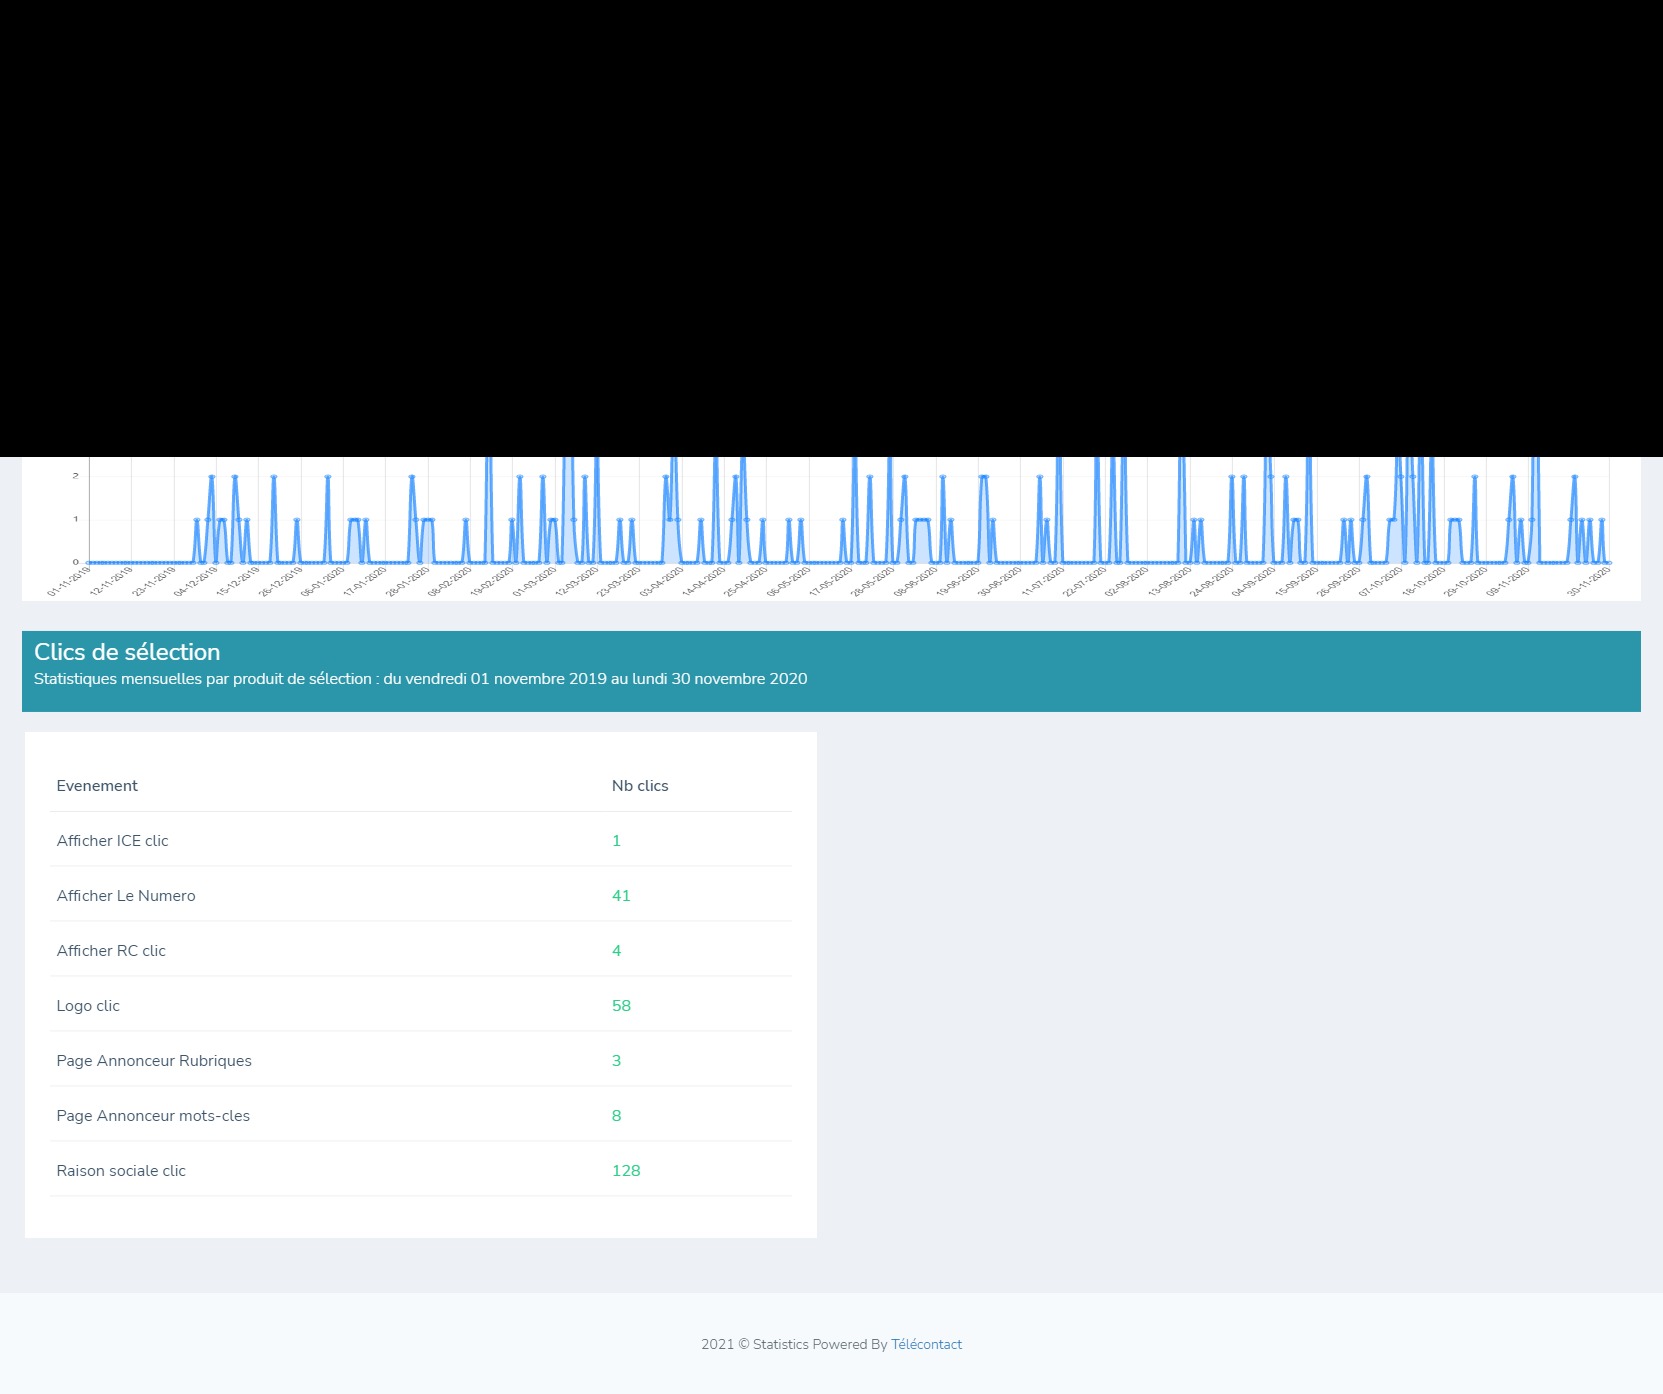 2
1
0
01-11-2019 12-11-2019 23-11-2019 04-12-2019 15-12-2019 26-12-2019 06-01-2020 17-01-2020 28-01-2020 08-02-2020 19-02-2020 01-03-2020 12-03-2020 23-03-2020 03-04-2020 14-04-2020 25-04-2020 06-05-2020 17-05-2020 28-05-2020 08-06-2020 19-06-2020 30-06-2020 11-07-2020 22-07-2020 02-08-2020 13-08-2020 24-08-2020 04-09-2020 15-09-2020 26-09-2020 07-10-2020 18-10-2020 29-10-2020 09-11-2020 30-11-2020
Clics de sélection
Statistiques mensuelles par produit de sélection : du vendredi 01 novembre 2019 au lundi 30 novembre 2020
Evenement Nb clics
Afficher ICE clic 1
Afficher Le Numero 41
Afficher RC clic 4
Logo clic 58
Page Annonceur Rubriques 3
Page Annonceur mots-cles 8
Raison sociale clic 128
2021 © Statistics Powered By Télécontact